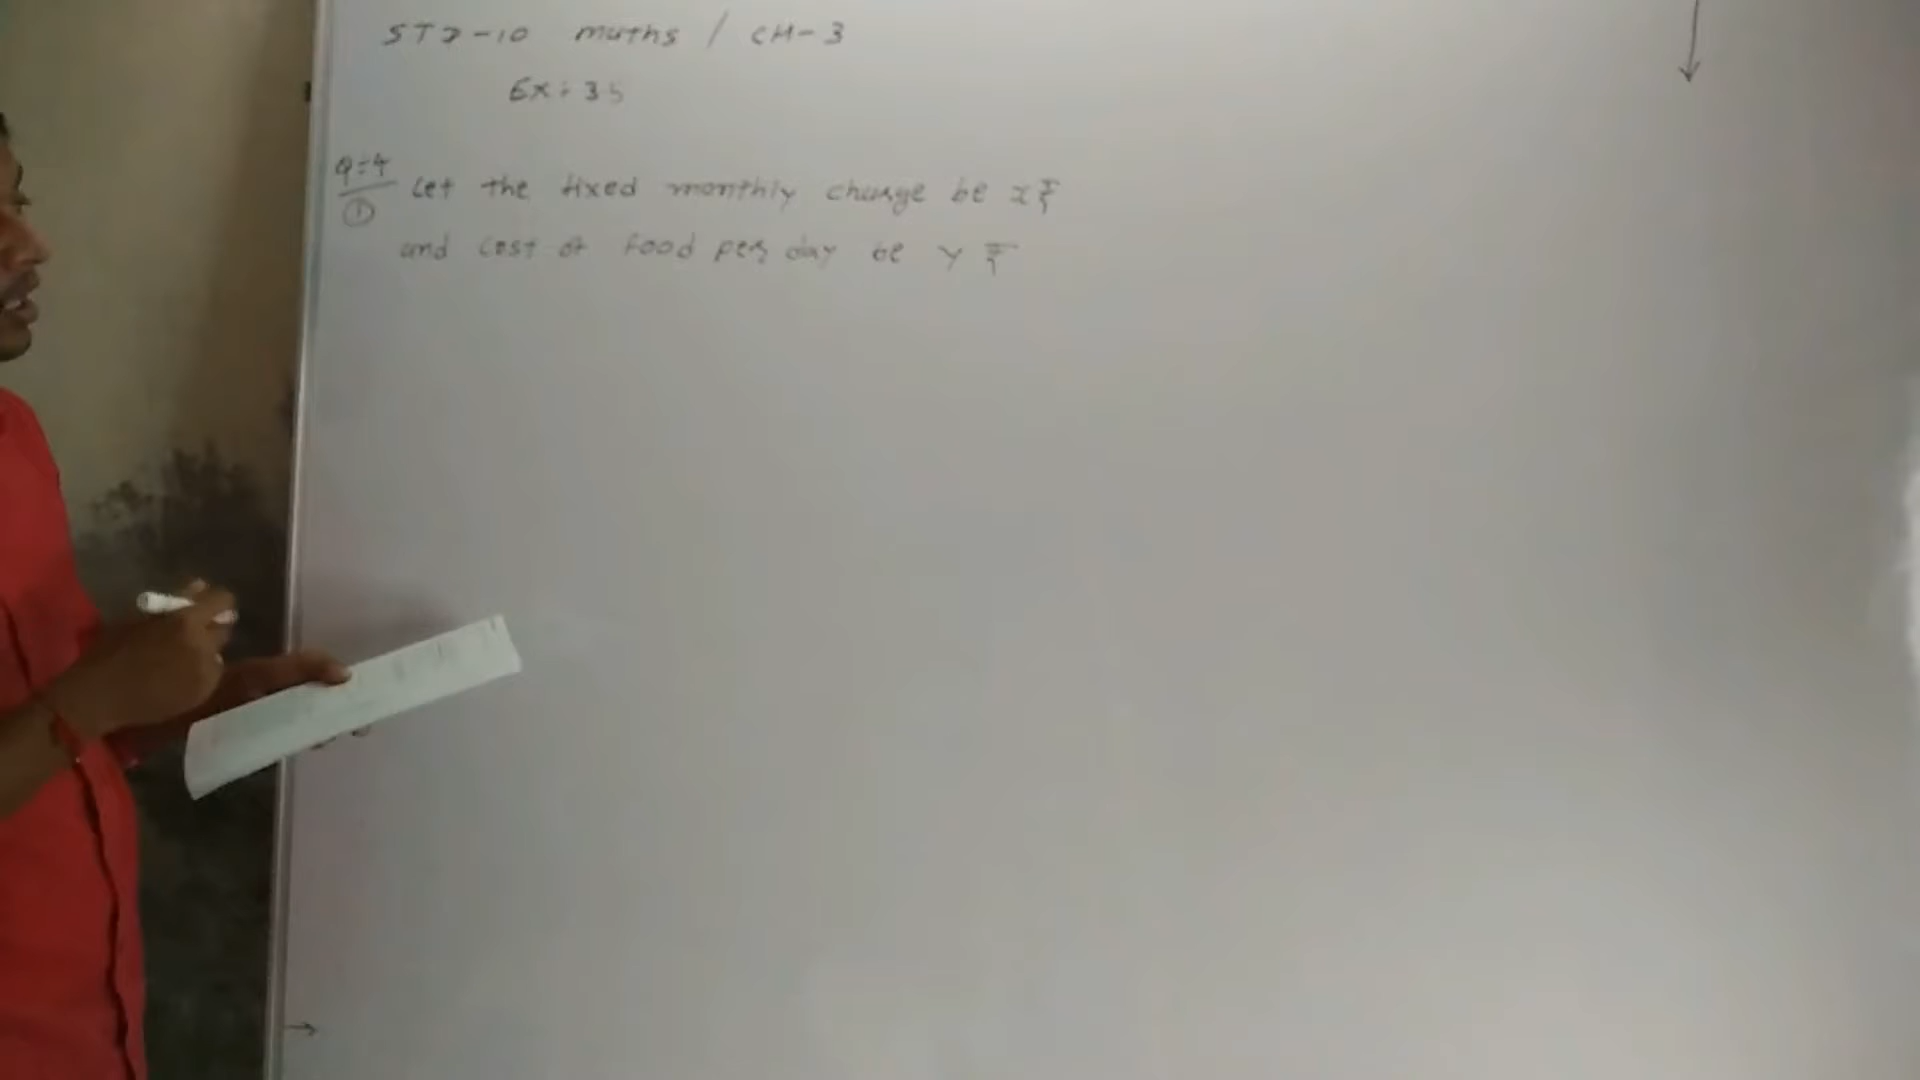 STD-10 maths / CH-3
Ex: 3.5
Q-4 Let the fixed monthly charge be x ₹
① and cost of food per day be y ₹